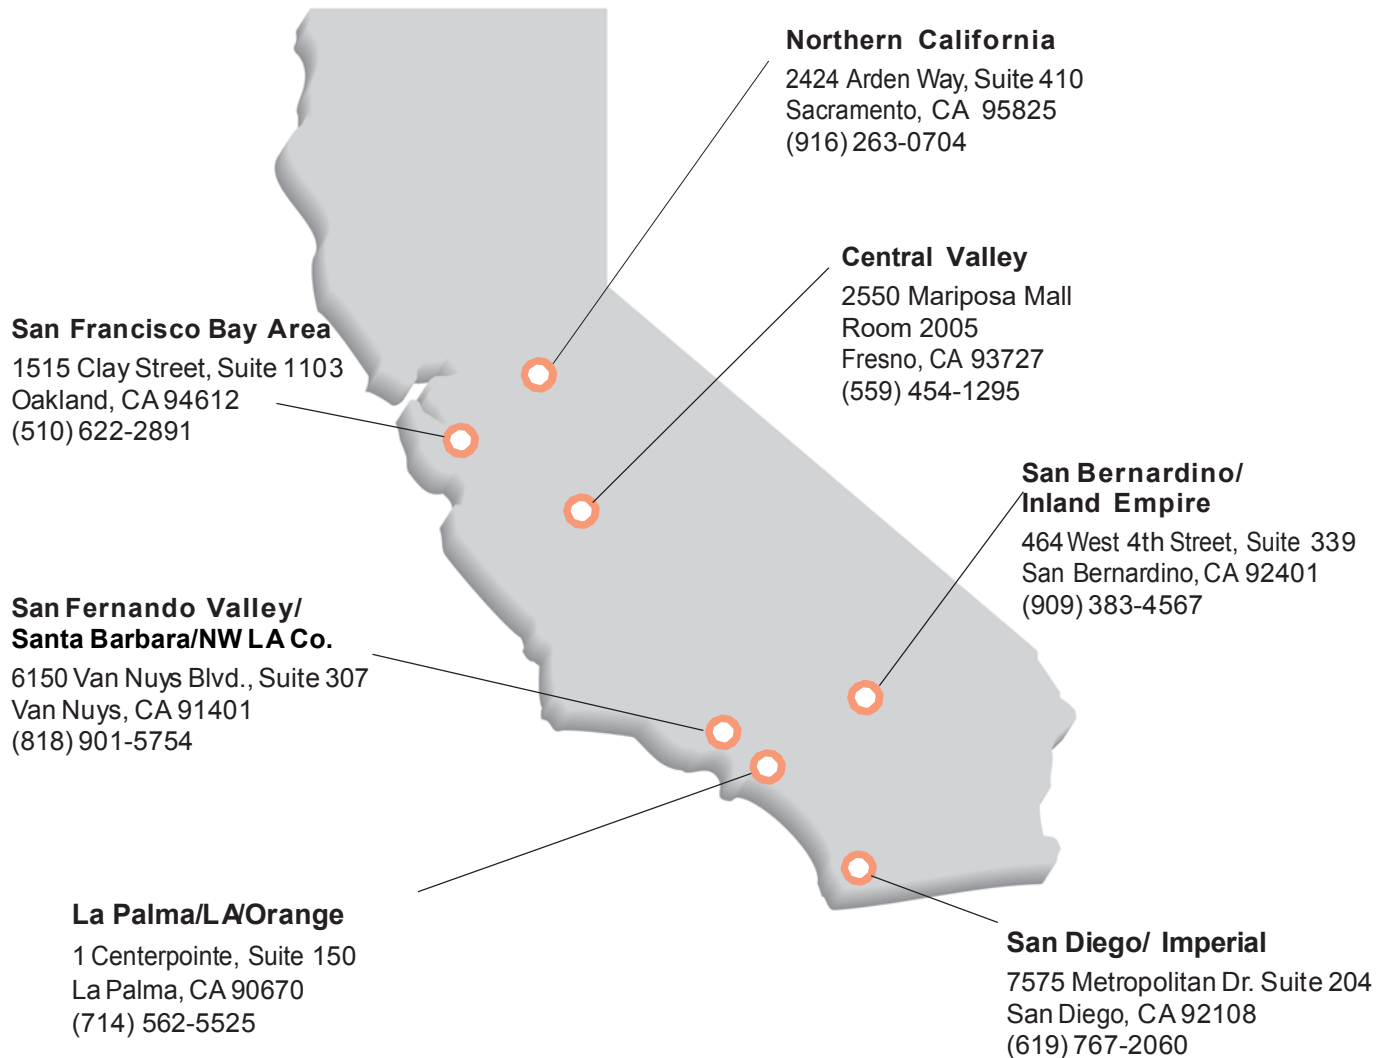 Northern California
2424 Arden Way, Suite 410
Sacramento, CA 95825
(916) 263-0704
Central Valley
2550 Mariposa Mall
Room 2005
Fresno, CA 93727
(559) 454-1295
San Francisco Bay Area
1515 Clay Street, Suite 1103
Oakland, CA 94612
(510) 622-2891
San Bernardino/
Inland Empire
464 West 4th Street, Suite 339
San Bernardino, CA 92401
(909) 383-4567
San Fernando Valley/
Santa Barbara/NW LA Co.
6150 Van Nuys Blvd., Suite 307
Van Nuys, CA 91401
(818) 901-5754
La Palma/LA/Orange
1 Centerpointe, Suite 150
La Palma, CA 90670
(714) 562-5525
San Diego/ Imperial
7575 Metropolitan Dr. Suite 204
San Diego, CA 92108
(619) 767-2060